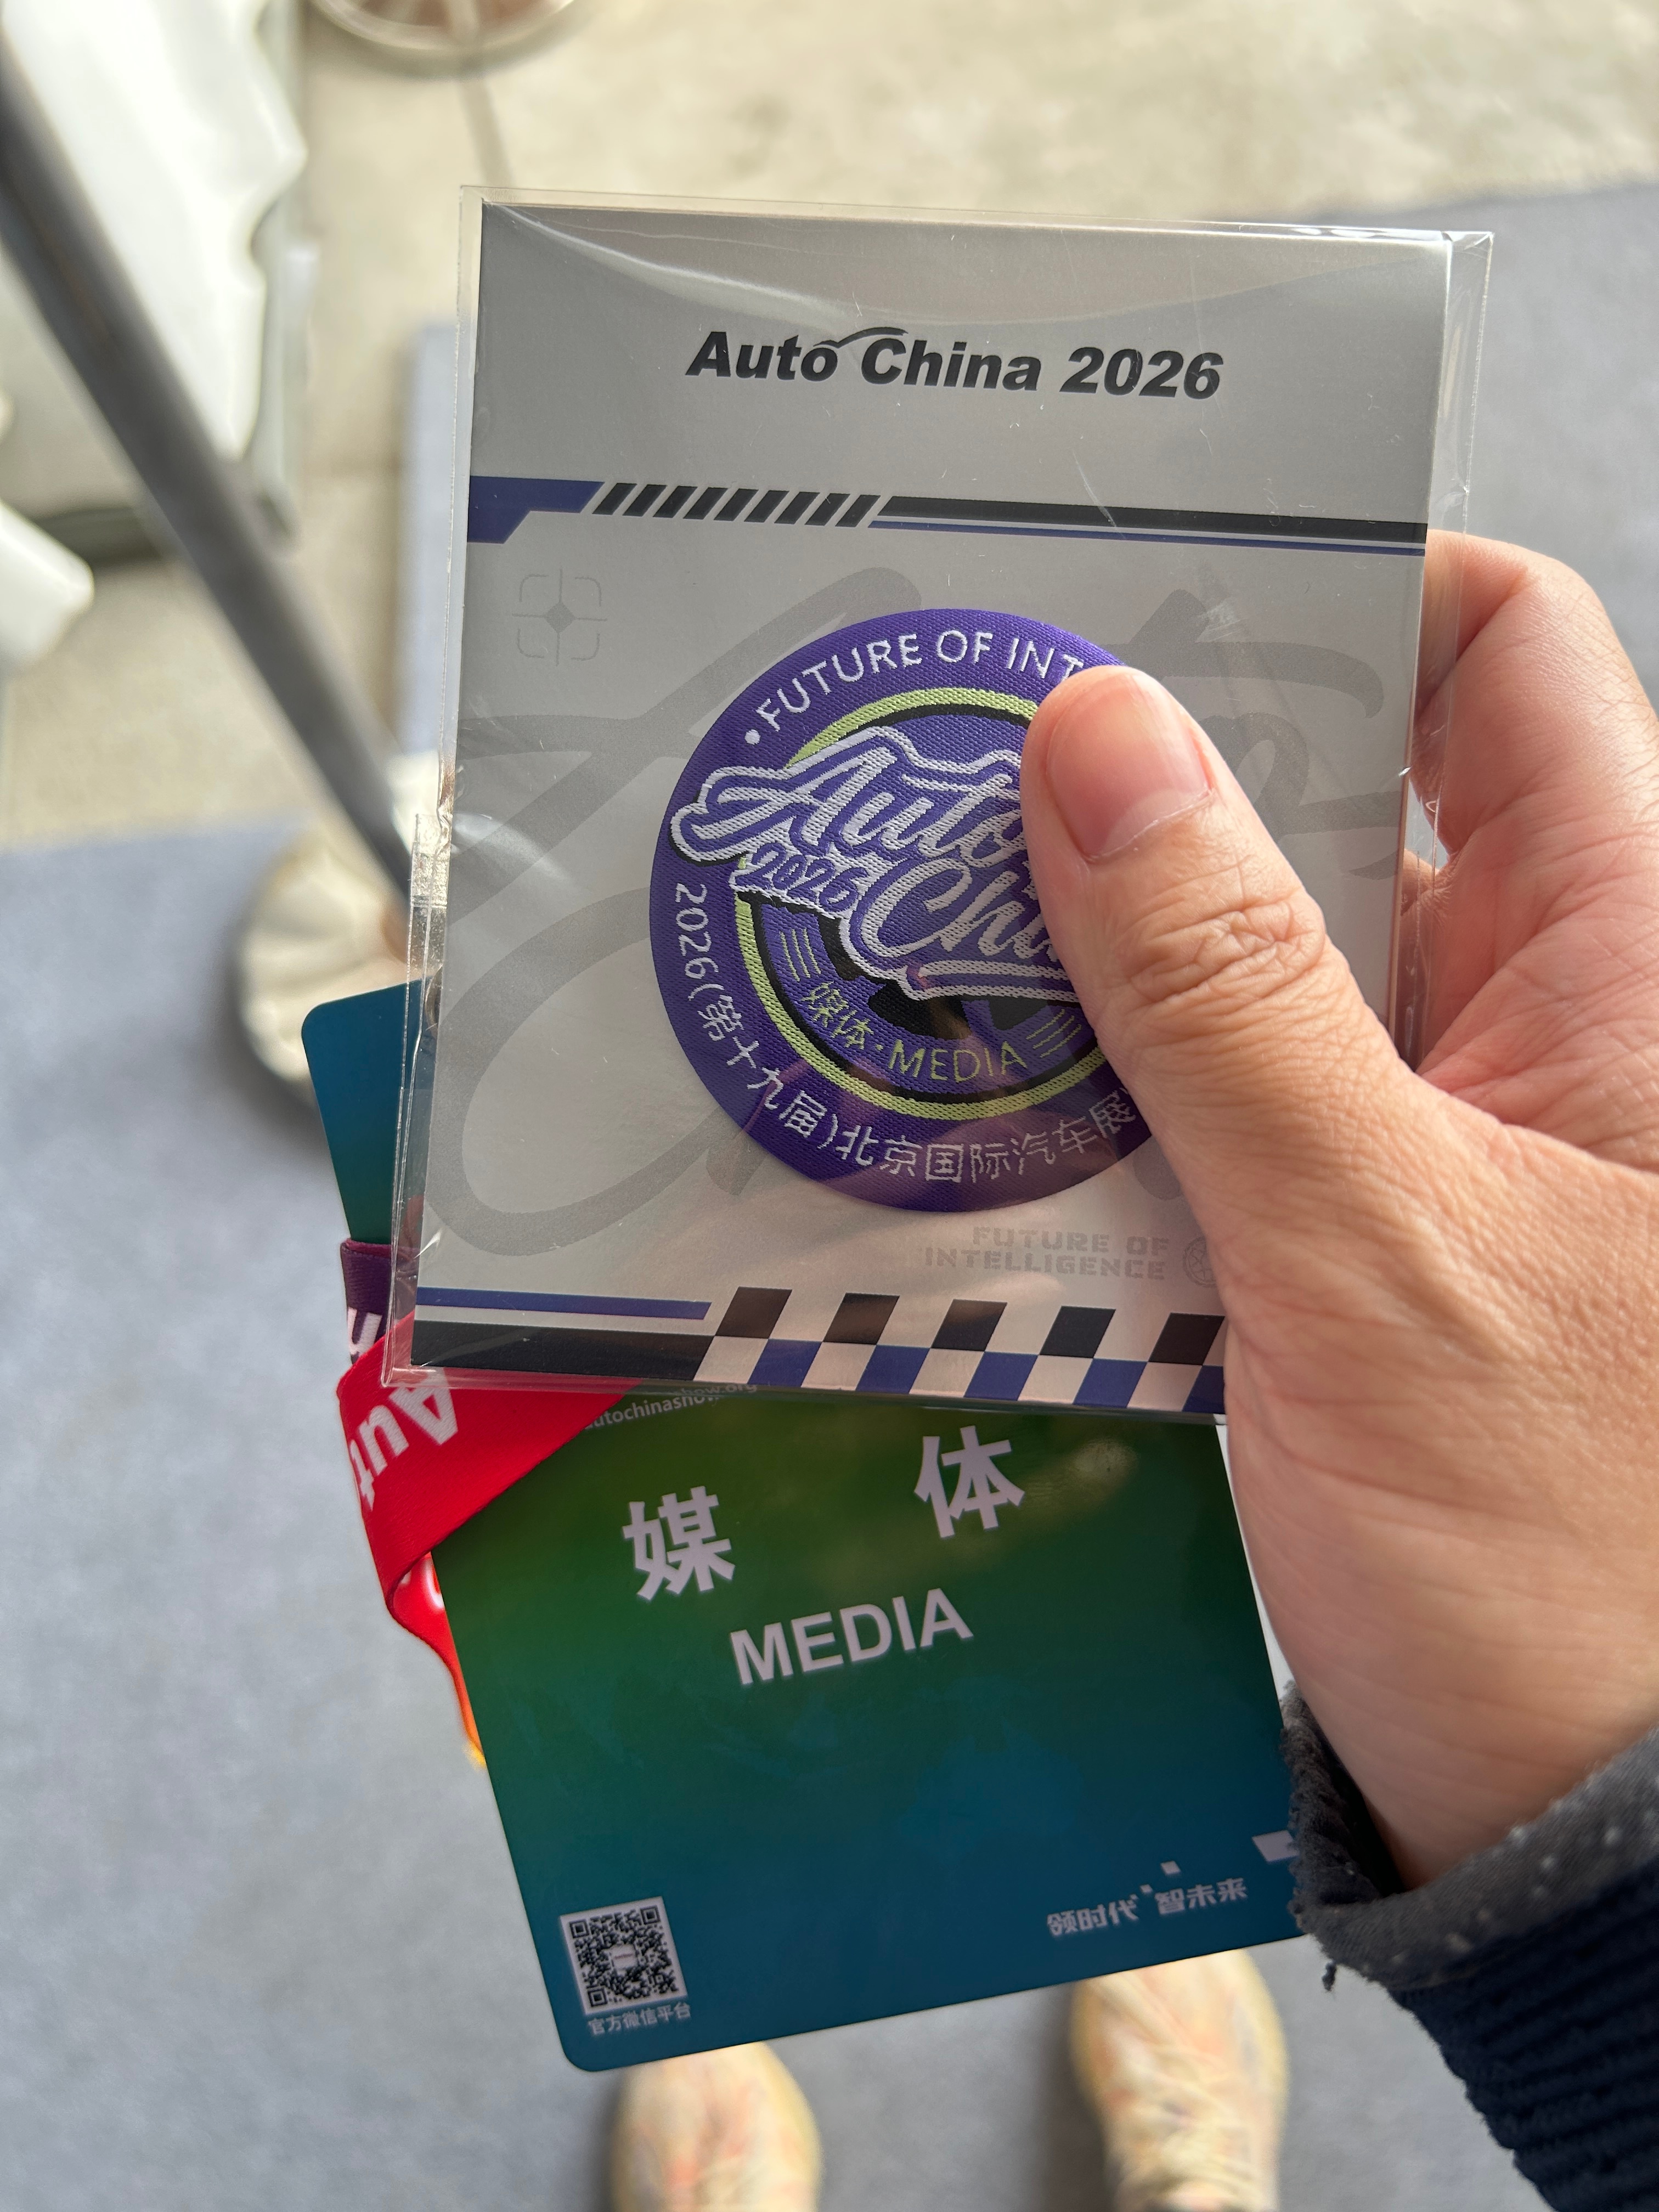 Auto China 2026
FUTURE OF INT
Auto
2026
媒体·MEDIA
2026(第十九届)北京国际汽车展
FUTURE OF
INTELLIGENCE
Aut
autochinashow.org
媒 体
MEDIA
领时代 智未来
官方微信平台